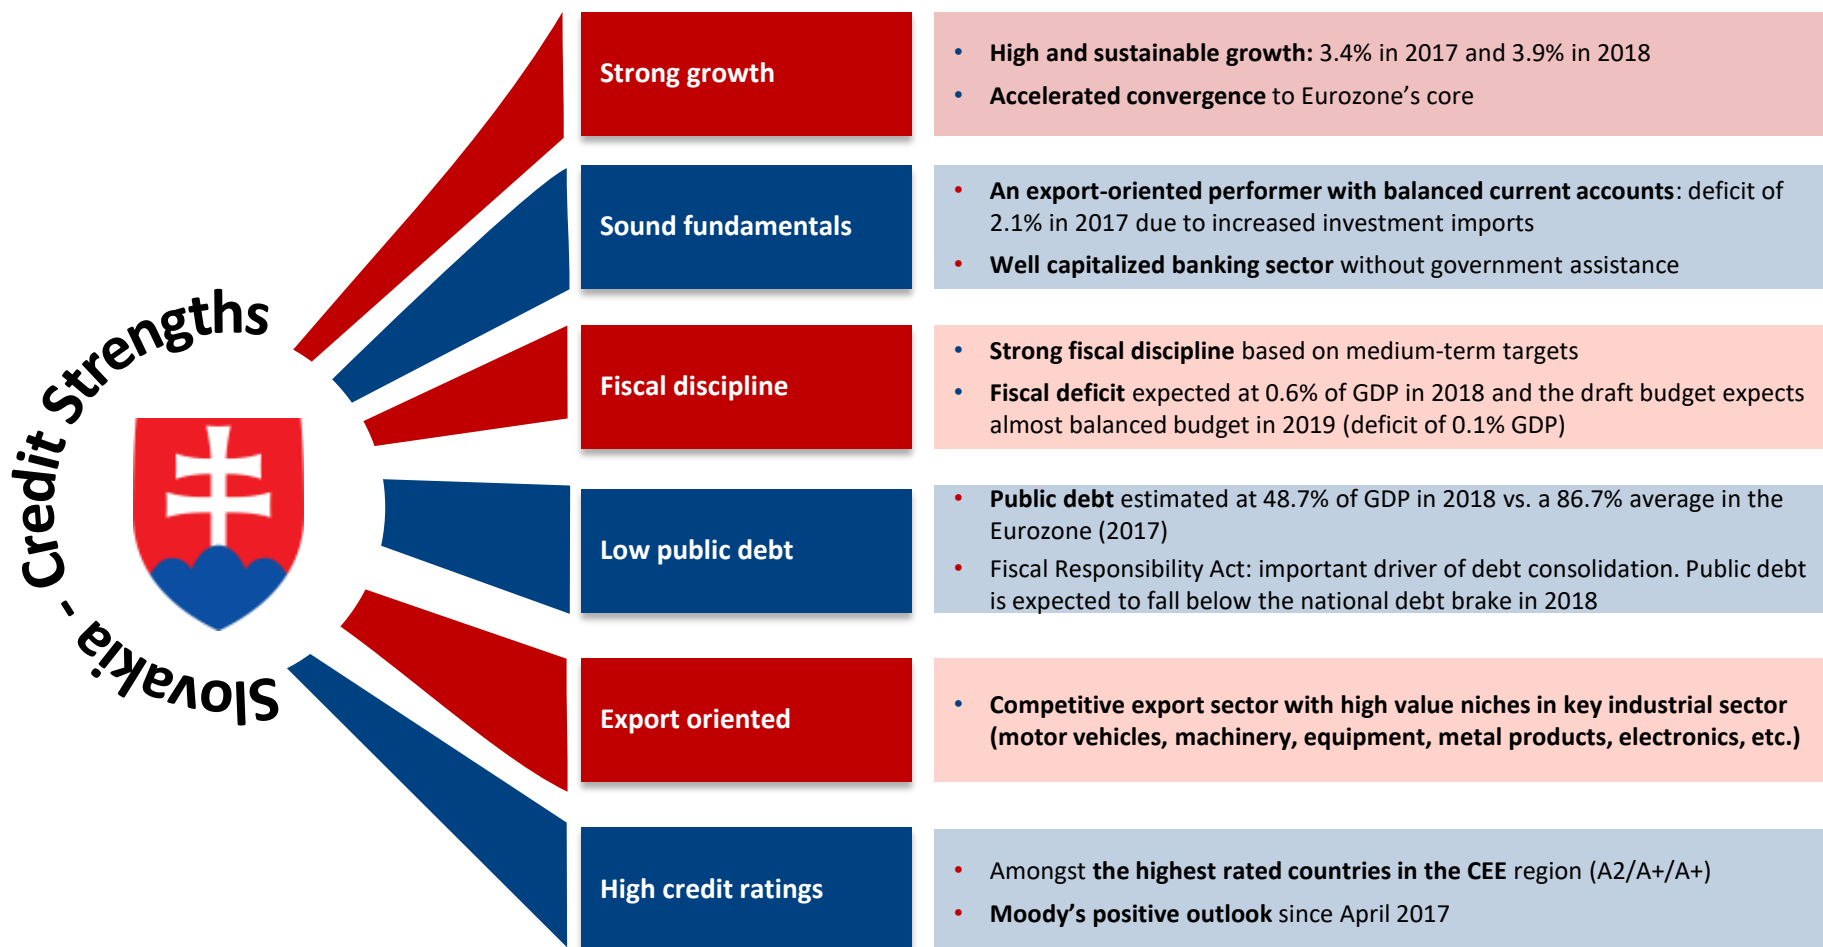 Slovakia - Credit Strengths
Strong growth
• High and sustainable growth: 3.4% in 2017 and 3.9% in 2018
• Accelerated convergence to Eurozone’s core
Sound fundamentals
• An export-oriented performer with balanced current accounts: deficit of
2.1% in 2017 due to increased investment imports
• Well capitalized banking sector without government assistance
Fiscal discipline
• Strong fiscal discipline based on medium-term targets
• Fiscal deficit expected at 0.6% of GDP in 2018 and the draft budget expects
almost balanced budget in 2019 (deficit of 0.1% GDP)
Low public debt
• Public debt estimated at 48.7% of GDP in 2018 vs. a 86.7% average in the
Eurozone (2017)
• Fiscal Responsibility Act: important driver of debt consolidation. Public debt
is expected to fall below the national debt brake in 2018
Export oriented
• Competitive export sector with high value niches in key industrial sector
(motor vehicles, machinery, equipment, metal products, electronics, etc.)
High credit ratings
• Amongst the highest rated countries in the CEE region (A2/A+/A+)
• Moody’s positive outlook since April 2017